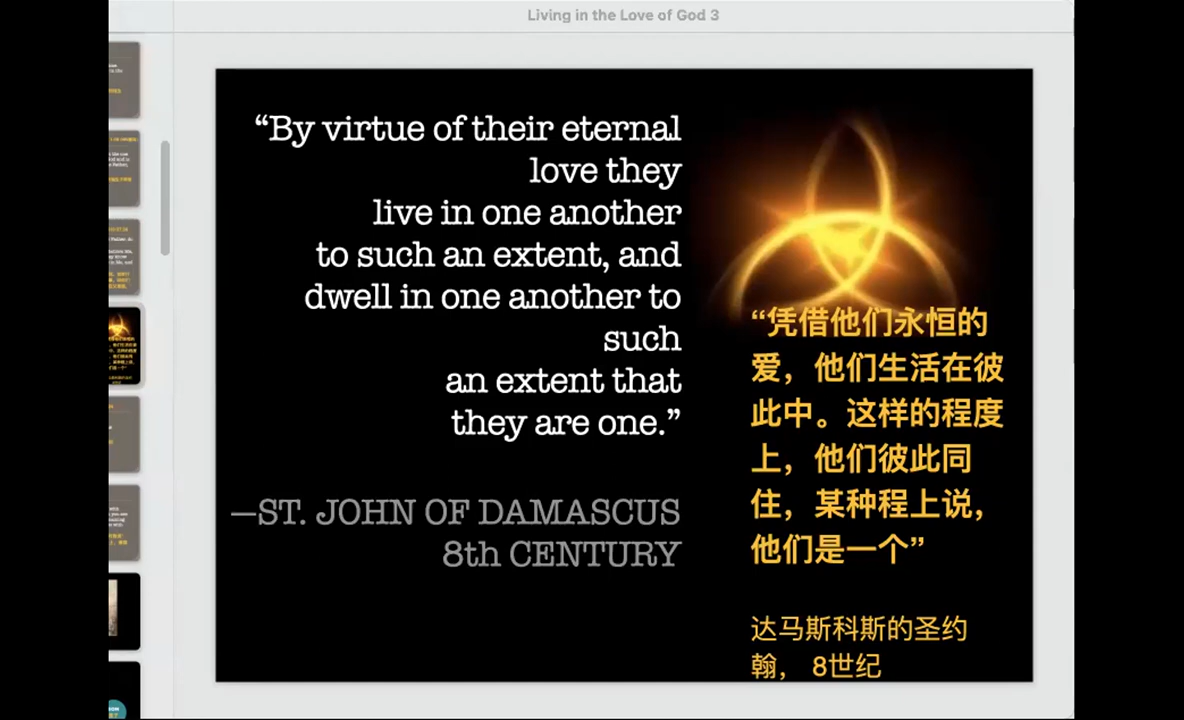 Living in the Love of God 3
“By virtue of their eternal
love they
live in one another
to such an extent, and
dwell in one another to
such
an extent that
they are one.”
—ST. JOHN OF DAMASCUS
8th CENTURY
“凭借他们永恒的
爱，他们生活在彼
此中。这样的程度
上，他们彼此同
住，某种程上说，
他们是一个”
达马斯科斯的圣约
翰， 8世纪